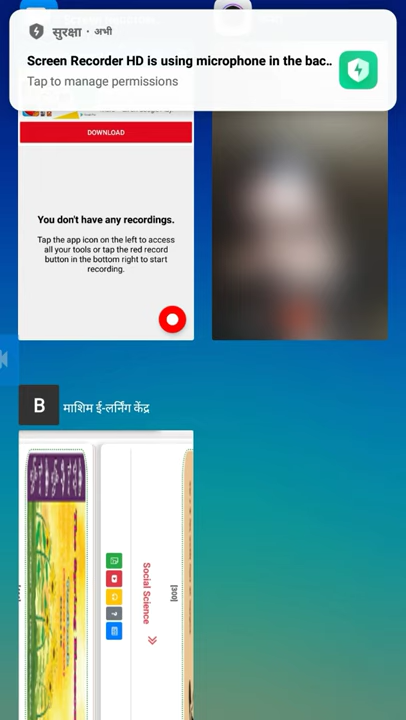 सुरक्षा · अभी
Screen Recorder HD is using microphone in the bac..
Tap to manage permissions
DOWNLOAD
You don't have any recordings.
Tap the app icon on the left to access
all your tools or tap the red record
button in the bottom right to start
recording.
B माशिम ई-लर्निंग केंद्र
Social Science
[300]